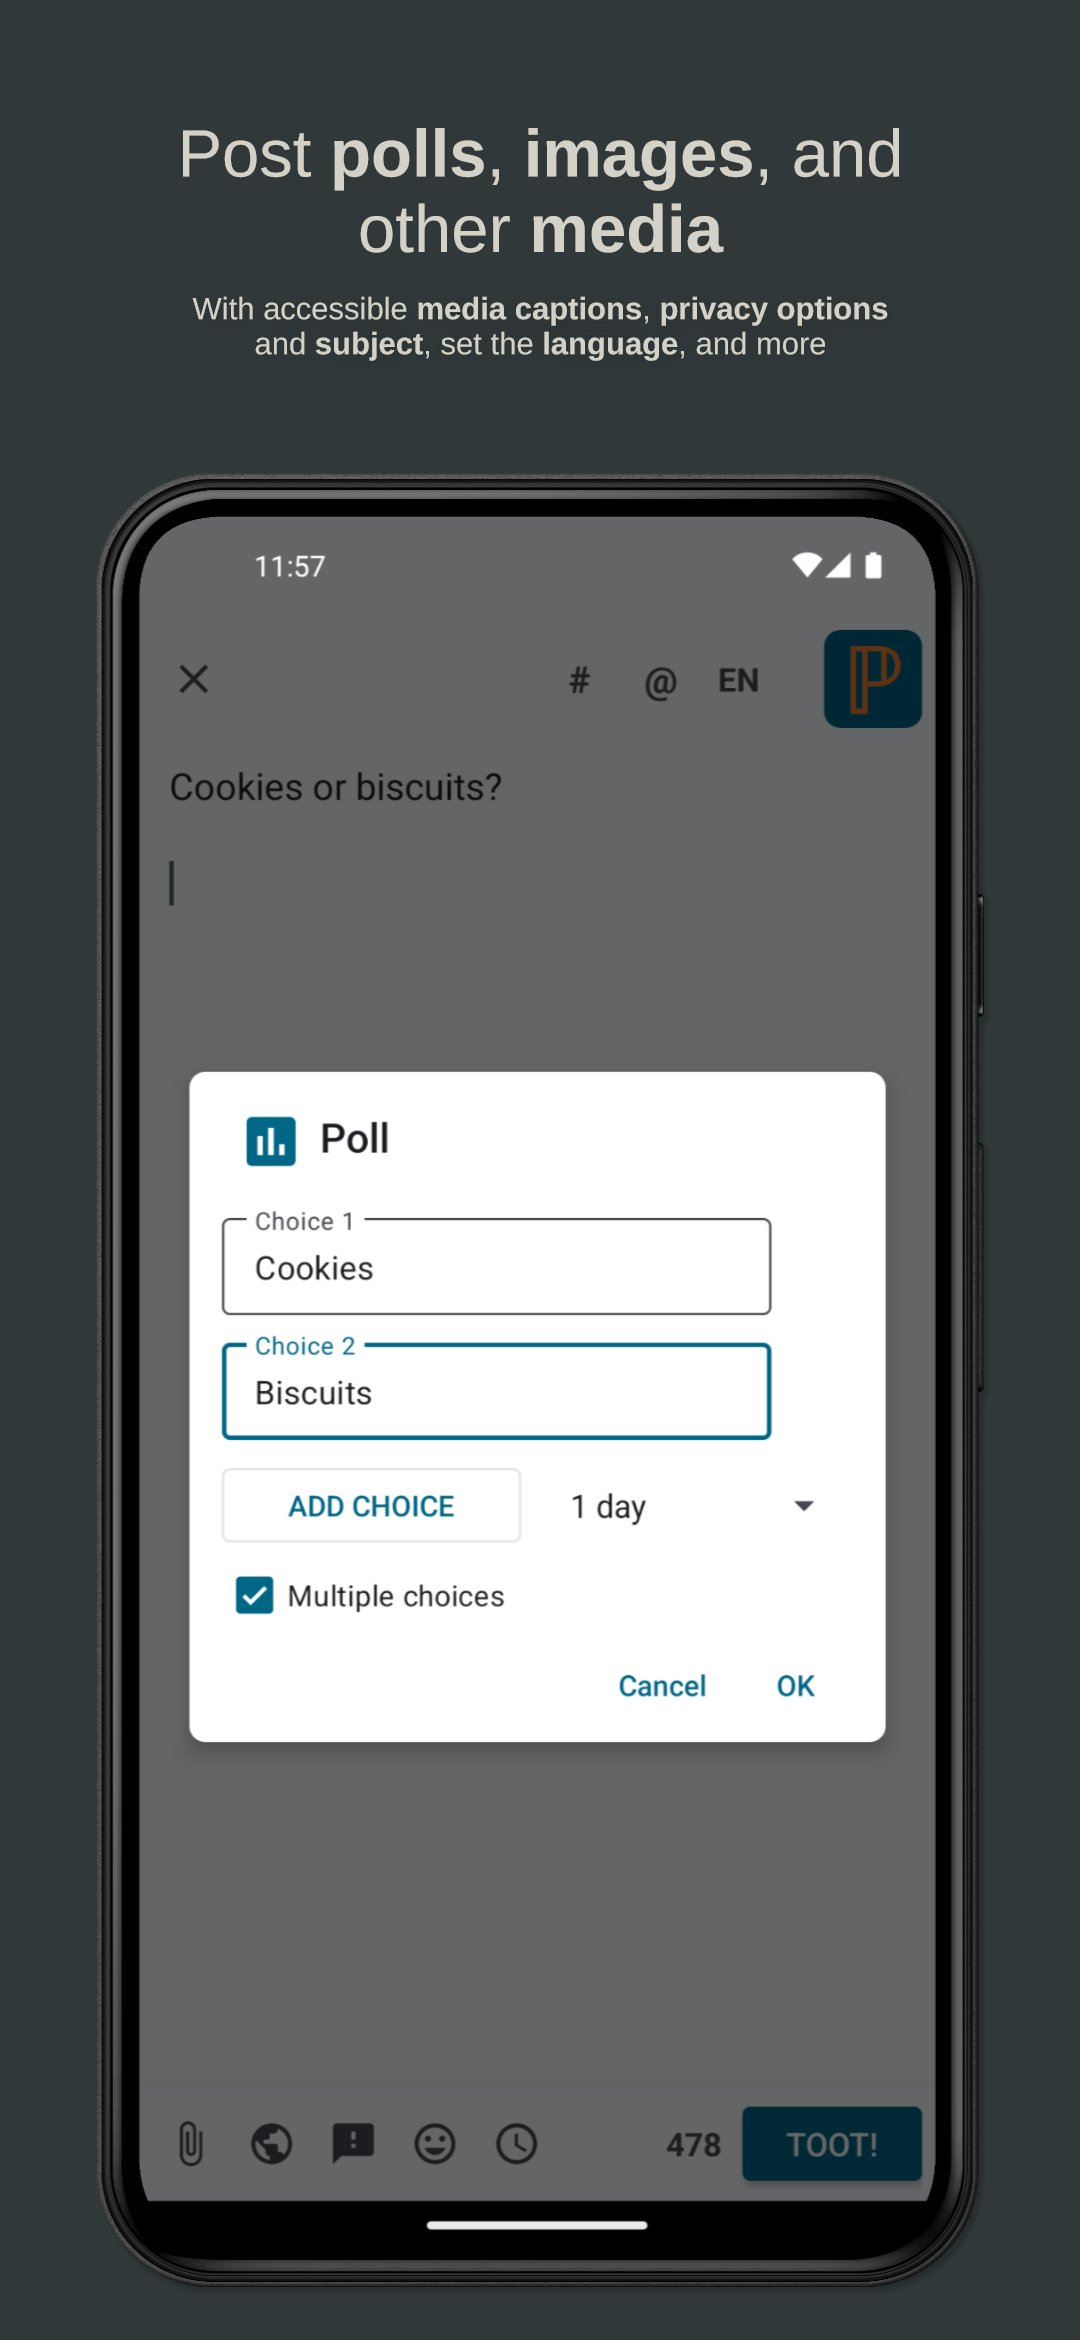 Post polls, images, and
other media
With accessible media captions, privacy options
and subject, set the language, and more
11:57
# @ EN
Cookies or biscuits?
Poll
Choice 1
Cookies
Choice 2
Biscuits
ADD CHOICE 1 day
Multiple choices
Cancel OK
478 TOOT!